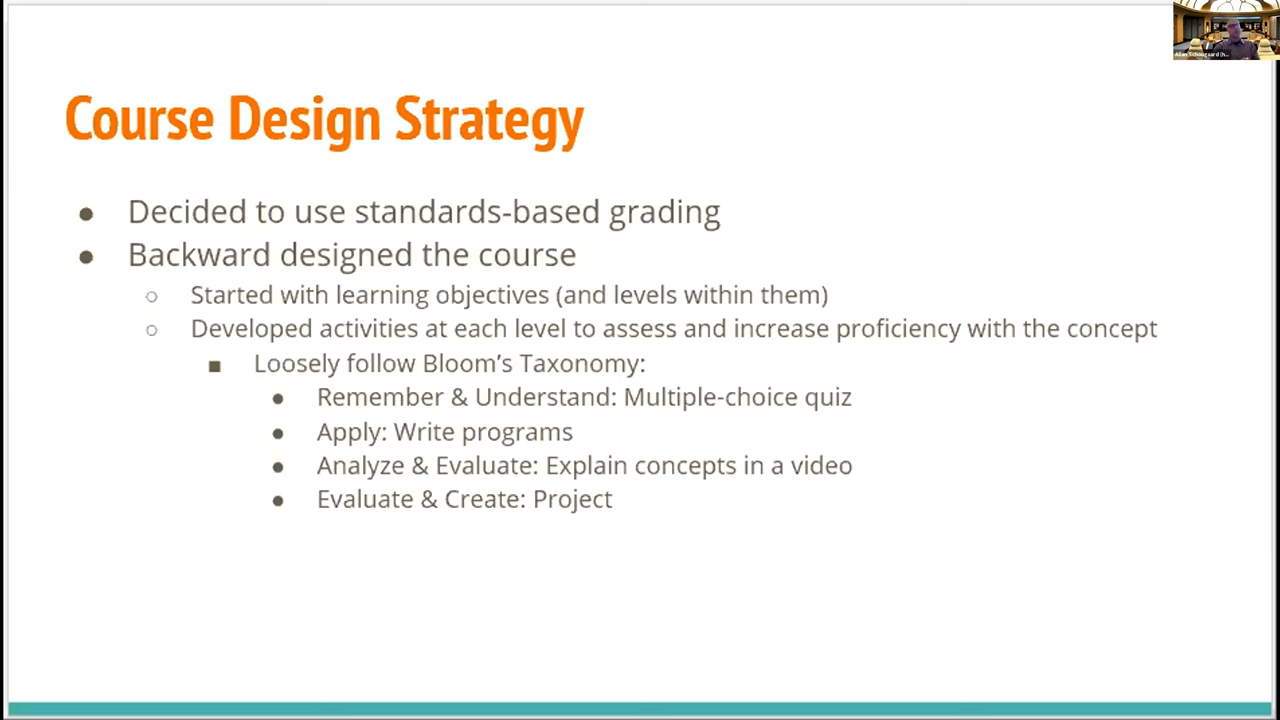 Course Design Strategy
● Decided to use standards-based grading
● Backward designed the course
○ Started with learning objectives (and levels within them)
○ Developed activities at each level to assess and increase proficiency with the concept
■ Loosely follow Bloom’s Taxonomy:
● Remember & Understand: Multiple-choice quiz
● Apply: Write programs
● Analyze & Evaluate: Explain concepts in a video
● Evaluate & Create: Project